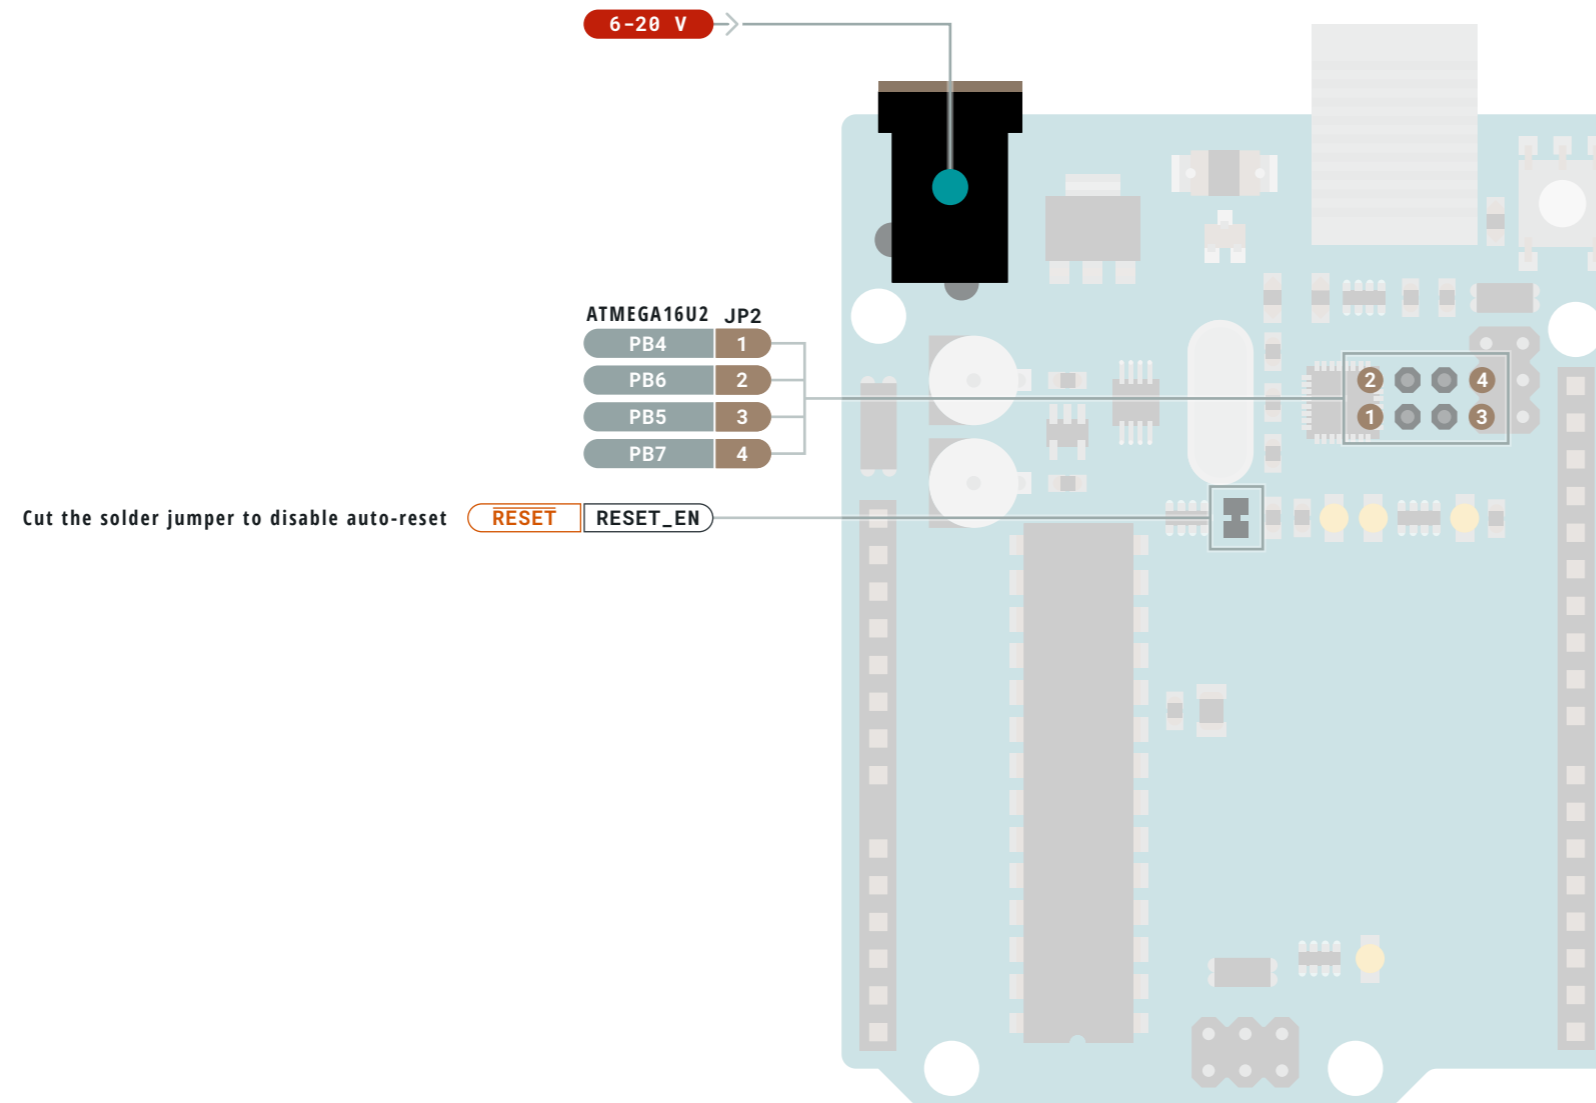 6-20 V
ATMEGA16U2 JP2
PB4 1
PB6 2
PB5 3
PB7 4
2 4
1 3
Cut the solder jumper to disable auto-reset RESET RESET_EN